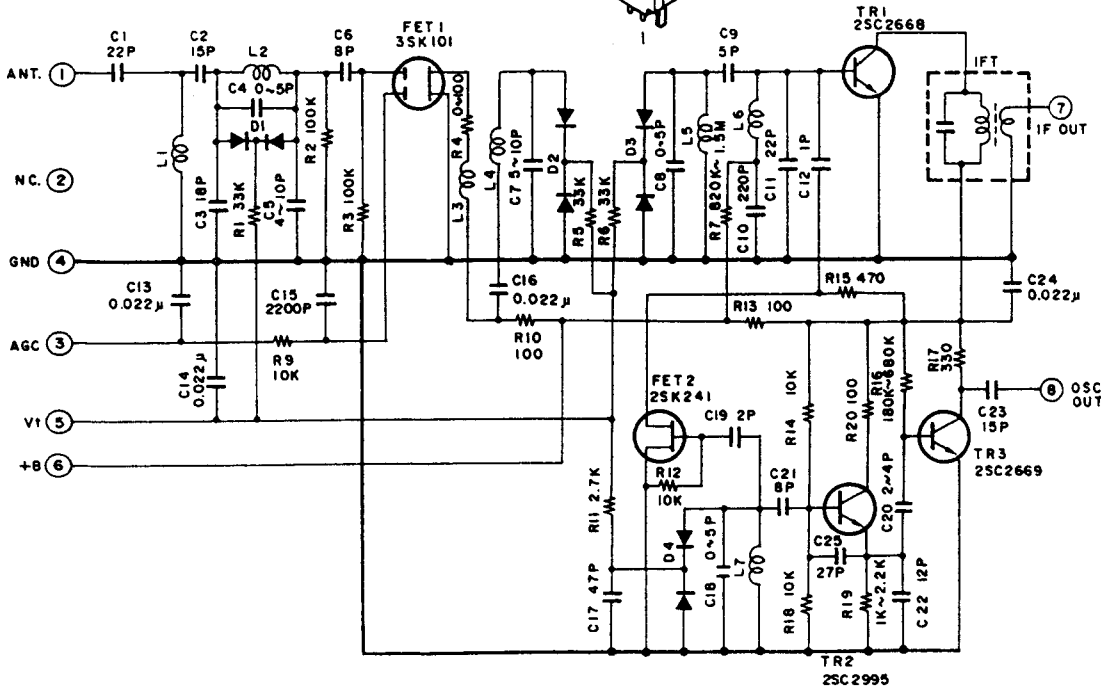 TR1
2SC2668
FET1
3SK101
C1
22P
C2
15P
L2
C6
8P
C9
5P
IFT
ANT. 1
C4 0~5P
D1
R2 100K
0~100
R4
L1
L4
C7 5~10P
D2
D3
C8 0~5P
L5
L6
22P
C11
C12 1P
7
IF OUT
NC. 2
C3 18P
R1 33K
C5
4~10P
R3 100K
L3
R5 33K
R6 33K
R7 820K~1.5M
C10 220P
GND 4
C13
0.022μ
C15
2200P
C16
0.022μ
R15 470
C24
0.022μ
R13 100
AGC 3
R9
10K
R10
100
C14
0.022μ
FET2
2SK241
R14 10K
R20 100
R16
180K~680K
R17
330
8 OSC
OUT
C23
15P
Vt 5
C19 2P
+B 6
R12
10K
C21
8P
TR3
2SC2669
R11 2.7K
D4
C18 0~5P
L7
C20 2~4P
C25
27P
C17 47P
R18 10K
R19
1K~2.2K
C22 12P
TR2
2SC2995
1